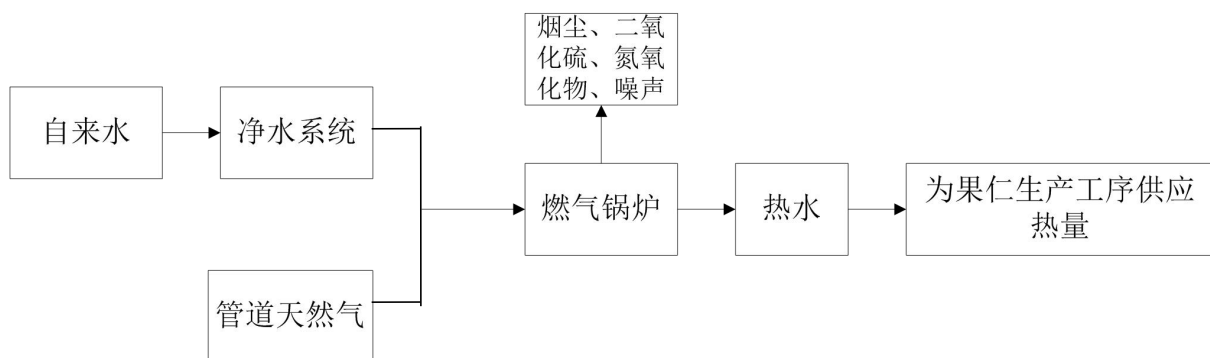 烟尘、二氧
化硫、氮氧
化物、噪声
自来水
净水系统
燃气锅炉
热水
为果仁生产工序供应
热量
管道天然气